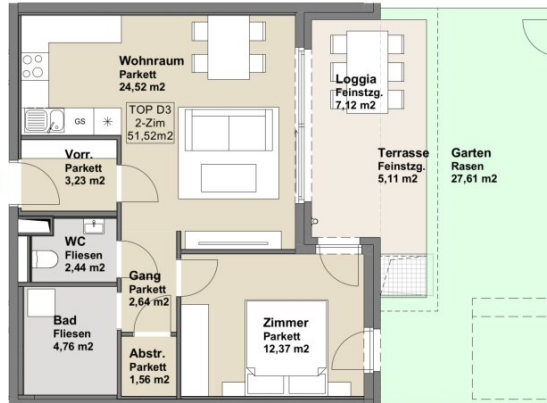 Wohnraum
Parkett
24,52 m2
TOP D3
2-Zim
51,52m2
GS
Loggia
Feinstzg.
7,12 m2
Terrasse
Feinstzg.
5,11 m2
Garten
Rasen
27,61 m2
Vorr.
Parkett
3,23 m2
WC
Fliesen
2,44 m2
Gang
Parkett
2,64 m2
Bad
Fliesen
4,76 m2
Abstr.
Parkett
1,56 m2
Zimmer
Parkett
12,37 m2